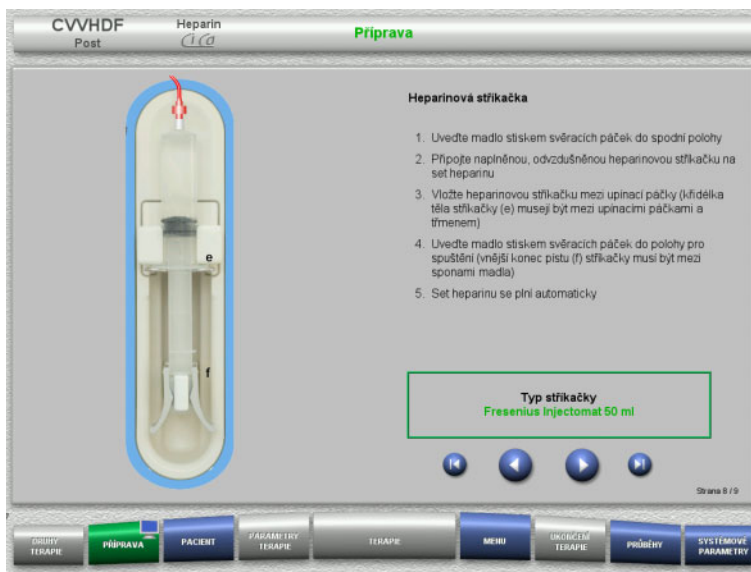 CVVHDF
Post
Heparin
Cica
Příprava
Heparinová stříkačka
1. Uveďte madlo stiskem svěracích páček do spodní polohy
2. Připojte naplněnou, odvzdušněnou heparinovou stříkačku na
set heparinu
3. Vložte heparinovou stříkačku mezi upínací páčky (křidélka
těla stříkačky (e) musejí být mezi upínacími páčkami a
třmenem)
4. Uveďte madlo stiskem svěracích páček do polohy pro
spuštění (vnější konec pístu (f) stříkačky musí být mezi
sponami madla)
5. Set heparinu se plní automaticky
e
f
Typ stříkačky
Fresenius Injectomat 50 ml
Strana 8 / 9
DRUHY
TERAPIE
PŘÍPRAVA
PACIENT
PARAMETRY
TERAPIE
TERAPIE
MENU
UKONČENÍ
TERAPIE
PRŮBĚHY
SYSTÉMOVÉ
PARAMETRY